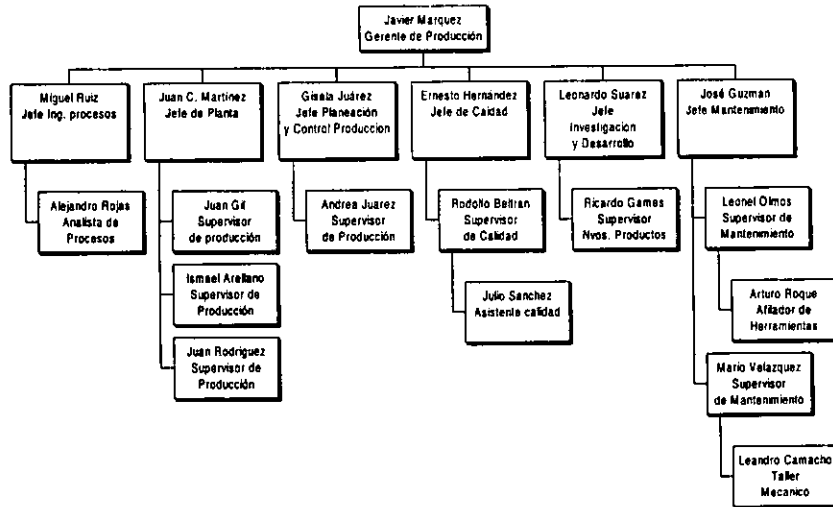 Javier Marquez
Gerente de Producción
Miguel Ruiz
Jefe Ing. procesos
Juan C. Martínez
Jefe de Planta
Gisela Juárez
Jefe Planeación
y Control Produccion
Ernesto Hernández
Jefe de Caidad
Leonardo Suarez
Jefe
Investigacion
y Desarrollo
José Guzman
Jefe Mantenimiento
Alejandro Rojas
Analista de
Procesos
Juan Gil
Supervisor
de producción
Ismael Arellano
Supervisor de
Producción
Juan Rodriguez
Supervisor de
Producción
Andrea Juarez
Supervisor
de Producción
Rodolfo Beltran
Supervisor
de Calidad
Julio Sanchez
Asistente calidad
Ricardo Games
Supervisor
Nvos. Productos
Leonel Olmos
Supervisor de
Mantenimiento
Arturo Roque
Afilador de
Herramientas
Mario Velazquez
Supervisor
de Mantenimiento
Leandro Camacho
Taller
Mecanico